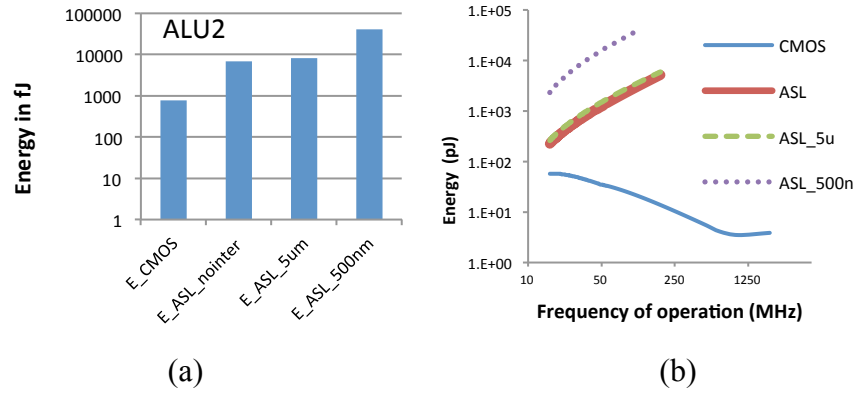 ALU2
Energy in fJ
100000
10000
1000
100
10
1
E_CMOS
E_ASL_nointer
E_ASL_5um
E_ASL_500nm
(a)
Energy (pJ)
1.E+05
1.E+04
1.E+03
1.E+02
1.E+01
1.E+00
10
50
250
1250
Frequency of operation (MHz)
CMOS
ASL
ASL_5u
ASL_500n
(b)